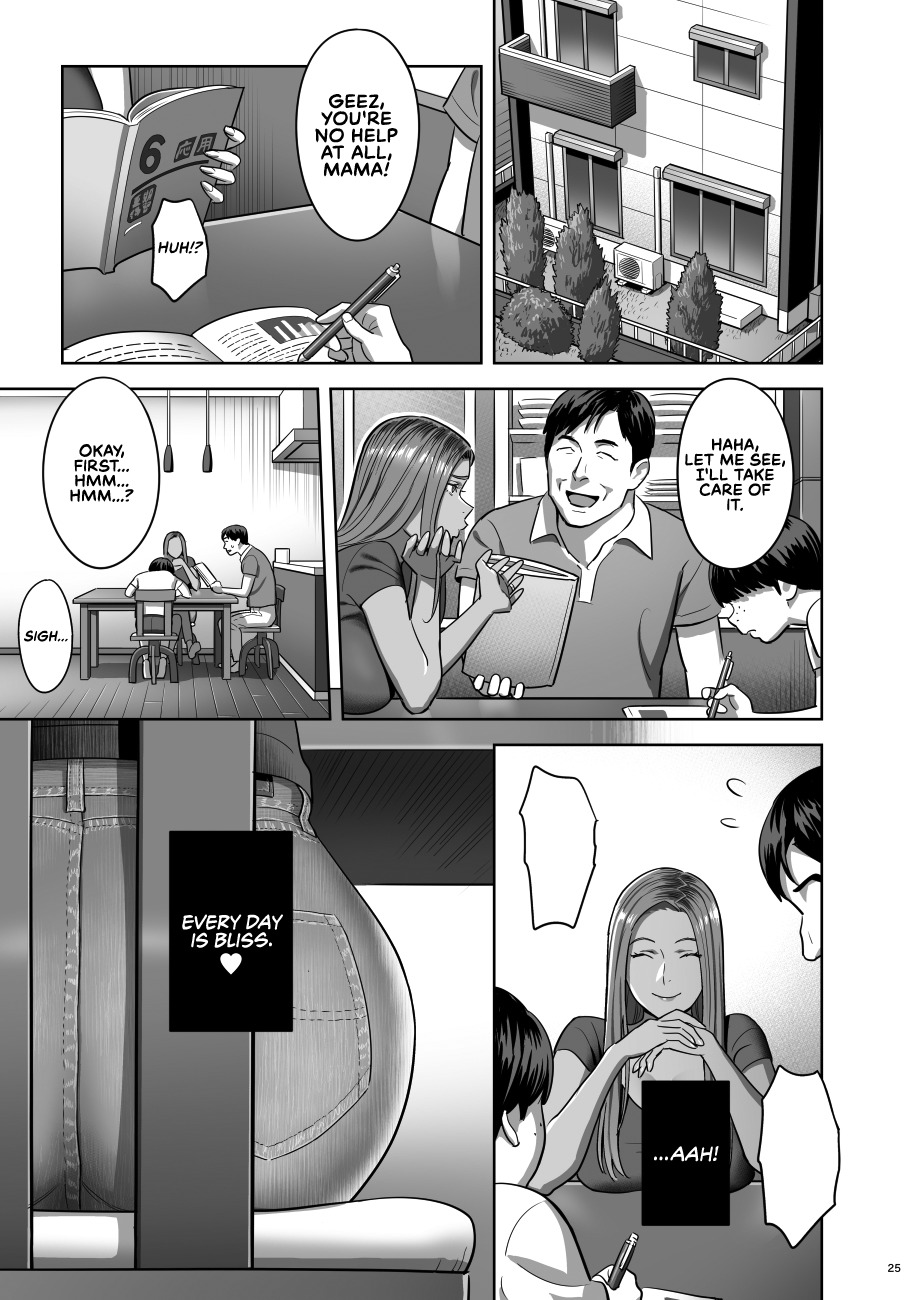 GEEZ,
YOU'RE
NO HELP
AT ALL,
MAMA!
6 応用
HUH!?
HAHA,
LET ME SEE,
I'LL TAKE
CARE OF
IT.
OKAY,
FIRST...
HMM...
HMM...?
SIGH...
...AAH!
EVERY DAY
IS BLISS.
♥
25